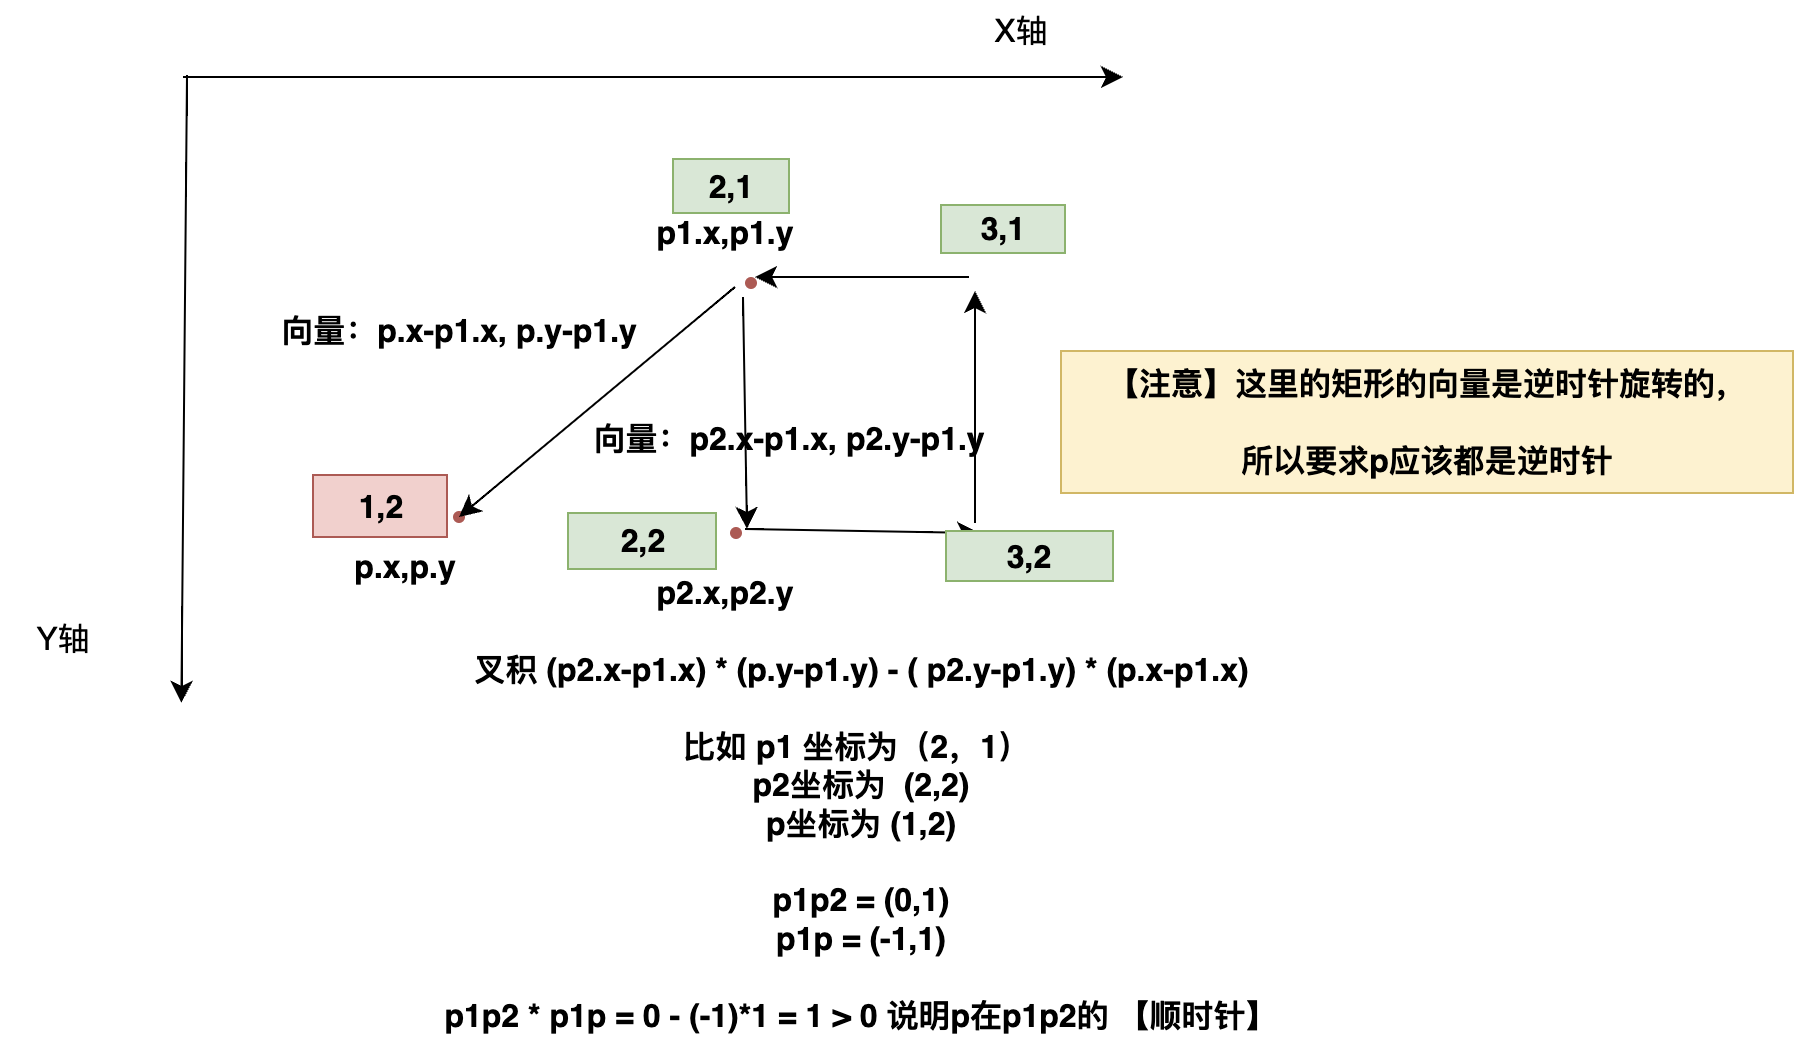 X轴
2,1
p1.x,p1.y
3,1
向量：p.x-p1.x, p.y-p1.y
【注意】这里的矩形的向量是逆时针旋转的，
所以要求p应该都是逆时针
向量：p2.x-p1.x, p2.y-p1.y
1,2
p.x,p.y
2,2
p2.x,p2.y
3,2
Y轴
叉积 (p2.x-p1.x) * (p.y-p1.y) - ( p2.y-p1.y) * (p.x-p1.x)
比如 p1 坐标为（2，1）
p2坐标为  (2,2)
p坐标为 (1,2)
p1p2 = (0,1)
p1p = (-1,1)
p1p2 * p1p = 0 - (-1)*1 = 1 > 0 说明p在p1p2的 【顺时针】